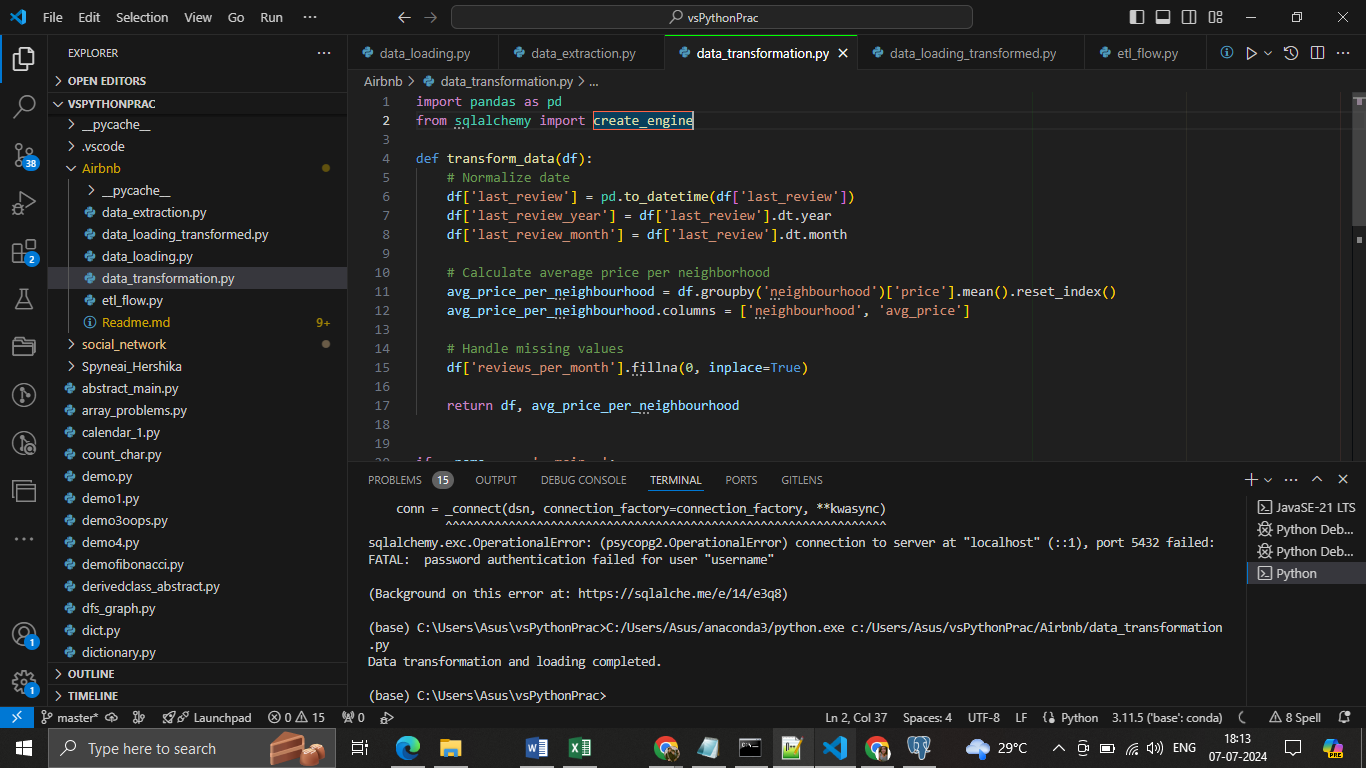 File Edit Selection View Go Run ···
vsPythonPrac
EXPLORER
OPEN EDITORS
VSPYTHONPRAC
__pycache__
.vscode
Airbnb
__pycache__
data_extraction.py
data_loading_transformed.py
data_loading.py
data_transformation.py
etl_flow.py
Readme.md 9+
social_network
Spyneai_Hershika
abstract_main.py
array_problems.py
calendar_1.py
count_char.py
demo.py
demo1.py
demo3oops.py
demo4.py
demofibonacci.py
derivedclass_abstract.py
dfs_graph.py
dict.py
dictionary.py
OUTLINE
TIMELINE
38
2
1
1
data_loading.py data_extraction.py data_transformation.py data_loading_transformed.py etl_flow.py
Airbnb > data_transformation.py > ...
1 import pandas as pd
2 from sqlalchemy import create_engine
3
4 def transform_data(df):
5 # Normalize date
6 df['last_review'] = pd.to_datetime(df['last_review'])
7 df['last_review_year'] = df['last_review'].dt.year
8 df['last_review_month'] = df['last_review'].dt.month
9
10 # Calculate average price per neighborhood
11 avg_price_per_neighbourhood = df.groupby('neighbourhood')['price'].mean().reset_index()
12 avg_price_per_neighbourhood.columns = ['neighbourhood', 'avg_price']
13
14 # Handle missing values
15 df['reviews_per_month'].fillna(0, inplace=True)
16
17 return df, avg_price_per_neighbourhood
18
19
PROBLEMS 15 OUTPUT DEBUG CONSOLE TERMINAL PORTS GITLENS
conn = _connect(dsn, connection_factory=connection_factory, **kwasync)
^^^^^^^^^^^^^^^^^^^^^^^^^^^^^^^^^^^^^^^^^^^^^^^^^^^^^^^^^^^^^^
sqlalchemy.exc.OperationalError: (psycopg2.OperationalError) connection to server at "localhost" (::1), port 5432 failed:
FATAL:  password authentication failed for user "username"
(Background on this error at: https://sqlalche.me/e/14/e3q8)
(base) C:\Users\Asus\vsPythonPrac>C:/Users/Asus/anaconda3/python.exe c:/Users/Asus/vsPythonPrac/Airbnb/data_transformation
.py
Data transformation and loading completed.
(base) C:\Users\Asus\vsPythonPrac>
JavaSE-21 LTS
Python Deb...
Python Deb...
Python
master* Launchpad 0 15 0 Ln 2, Col 37 Spaces: 4 UTF-8 LF Python 3.11.5 ('base': conda) 8 Spell
Type here to search 29°C ENG 18:13
07-07-2024
PRE